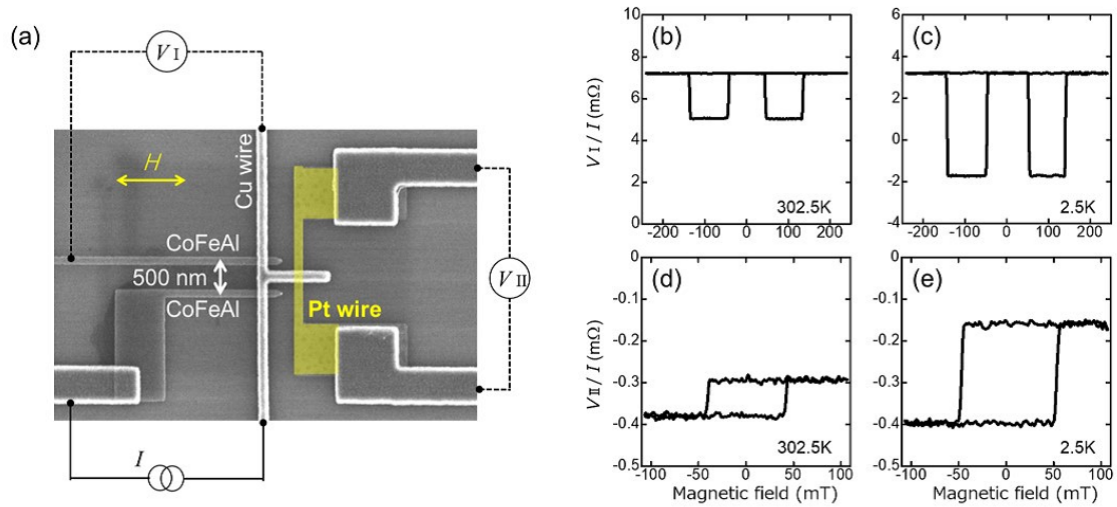 (a)
V I
H
Cu wire
CoFeAl
500 nm
CoFeAl
Pt wire
V II
I
(b)
10
8
6
4
2
0
-200 -100 0 100 200
302.5K
V I / I (mΩ)
(c)
8
6
4
2
0
-2
-4
-200 -100 0 100 200
2.5K
(d)
0
-0.1
-0.2
-0.3
-0.4
-0.5
-100 -50 0 50 100
302.5K
V II / I (mΩ)
Magnetic field (mT)
(e)
0
-0.1
-0.2
-0.3
-0.4
-0.5
-100 -50 0 50 100
2.5K
Magnetic field (mT)